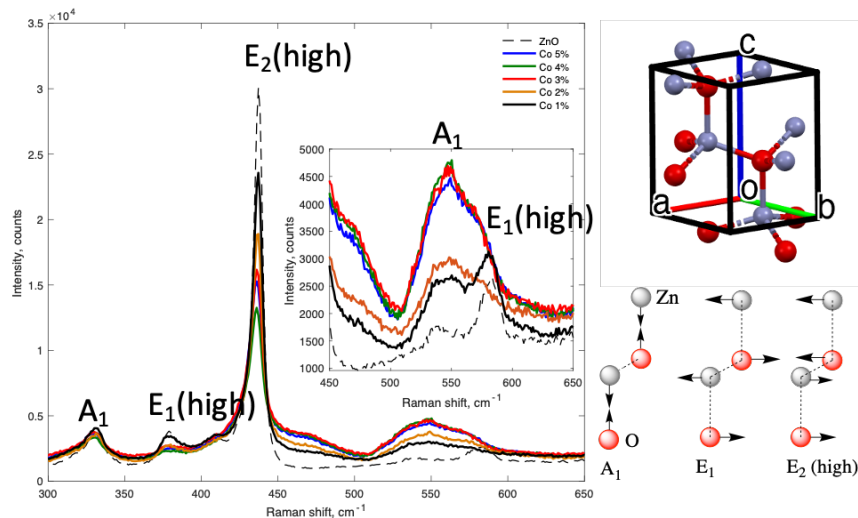 3.5 ×10⁴
3
2.5
2
1.5
1
0.5
0
Intensity, counts
300 350 400 450 500 550 600 650
Raman shift, cm⁻¹
E₂(high)
A₁
E₁(high)
ZnO
Co 5%
Co 4%
Co 3%
Co 2%
Co 1%
A₁
E₁(high)
5000
4500
4000
3500
3000
2500
2000
1500
1000
Intensity, counts
450 500 550 600 650
Raman shift, cm⁻¹
c
o
a b
Zn
O
A₁ E₁ E₂ (high)